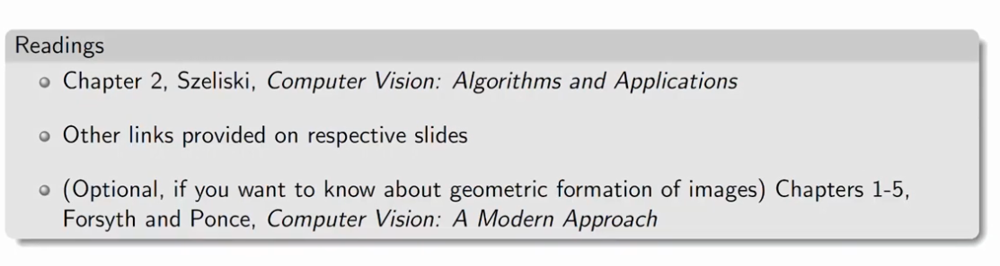 Readings
Chapter 2, Szeliski, Computer Vision: Algorithms and Applications
Other links provided on respective slides
(Optional, if you want to know about geometric formation of images) Chapters 1-5,
Forsyth and Ponce, Computer Vision: A Modern Approach